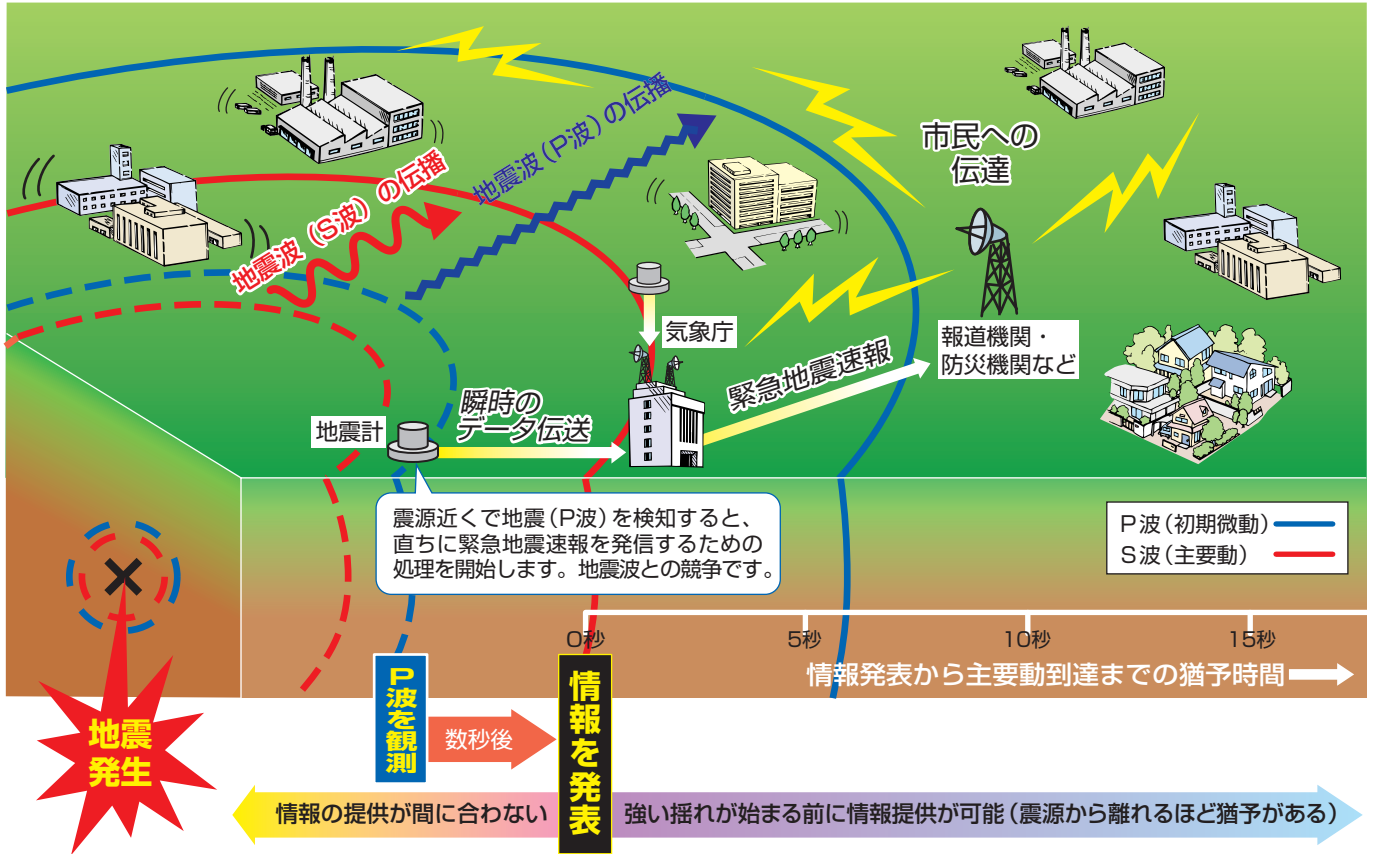 地震波(P波)の伝播
地震波(S波)の伝播
市民への
伝達
気象庁
報道機関・
防災機関など
緊急地震速報
瞬時の
データ伝送
地震計
震源近くで地震(P波)を検知すると、
直ちに緊急地震速報を発信するための
処理を開始します。地震波との競争です。
P波(初期微動)
S波(主要動)
0秒
5秒
10秒
15秒
情報発表から主要動到達までの猶予時間
地震
発生
P波を観測
数秒後
情報を発表
情報の提供が間に合わない
強い揺れが始まる前に情報提供が可能(震源から離れるほど猶予がある)